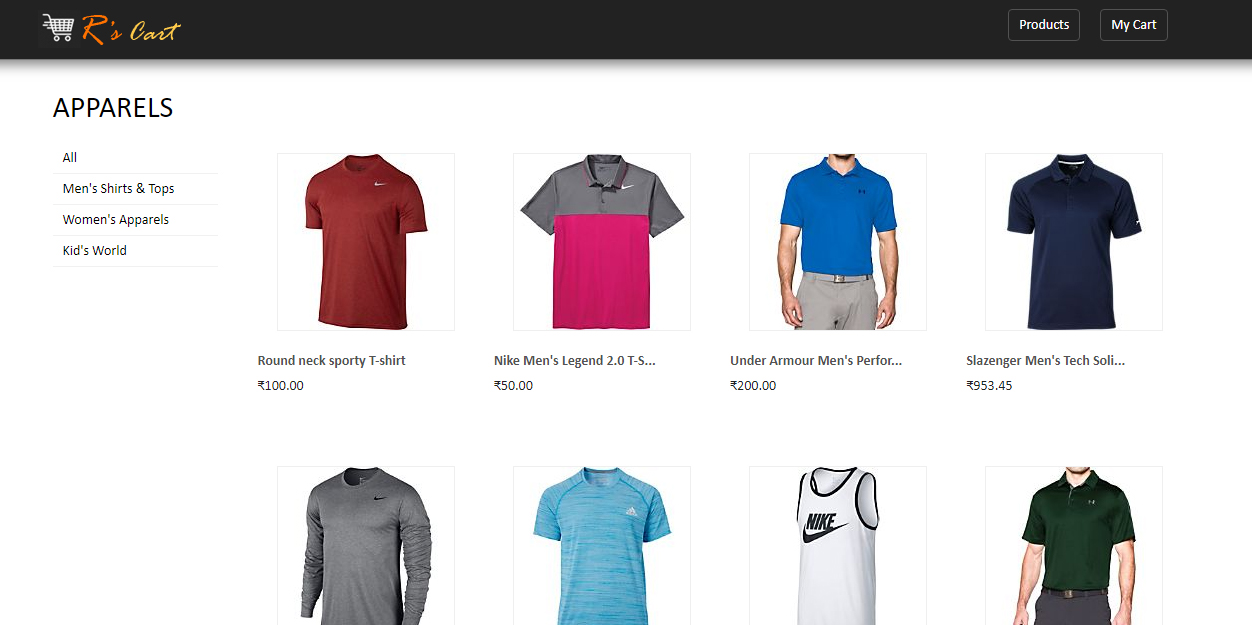 R's Cart
Products
My Cart
APPARELS
All
Men's Shirts & Tops
Women's Apparels
Kid's World
Round neck sporty T-shirt
₹100.00
Nike Men's Legend 2.0 T-S...
₹50.00
Under Armour Men's Perfor...
₹200.00
Slazenger Men's Tech Soli...
₹953.45
NIKE